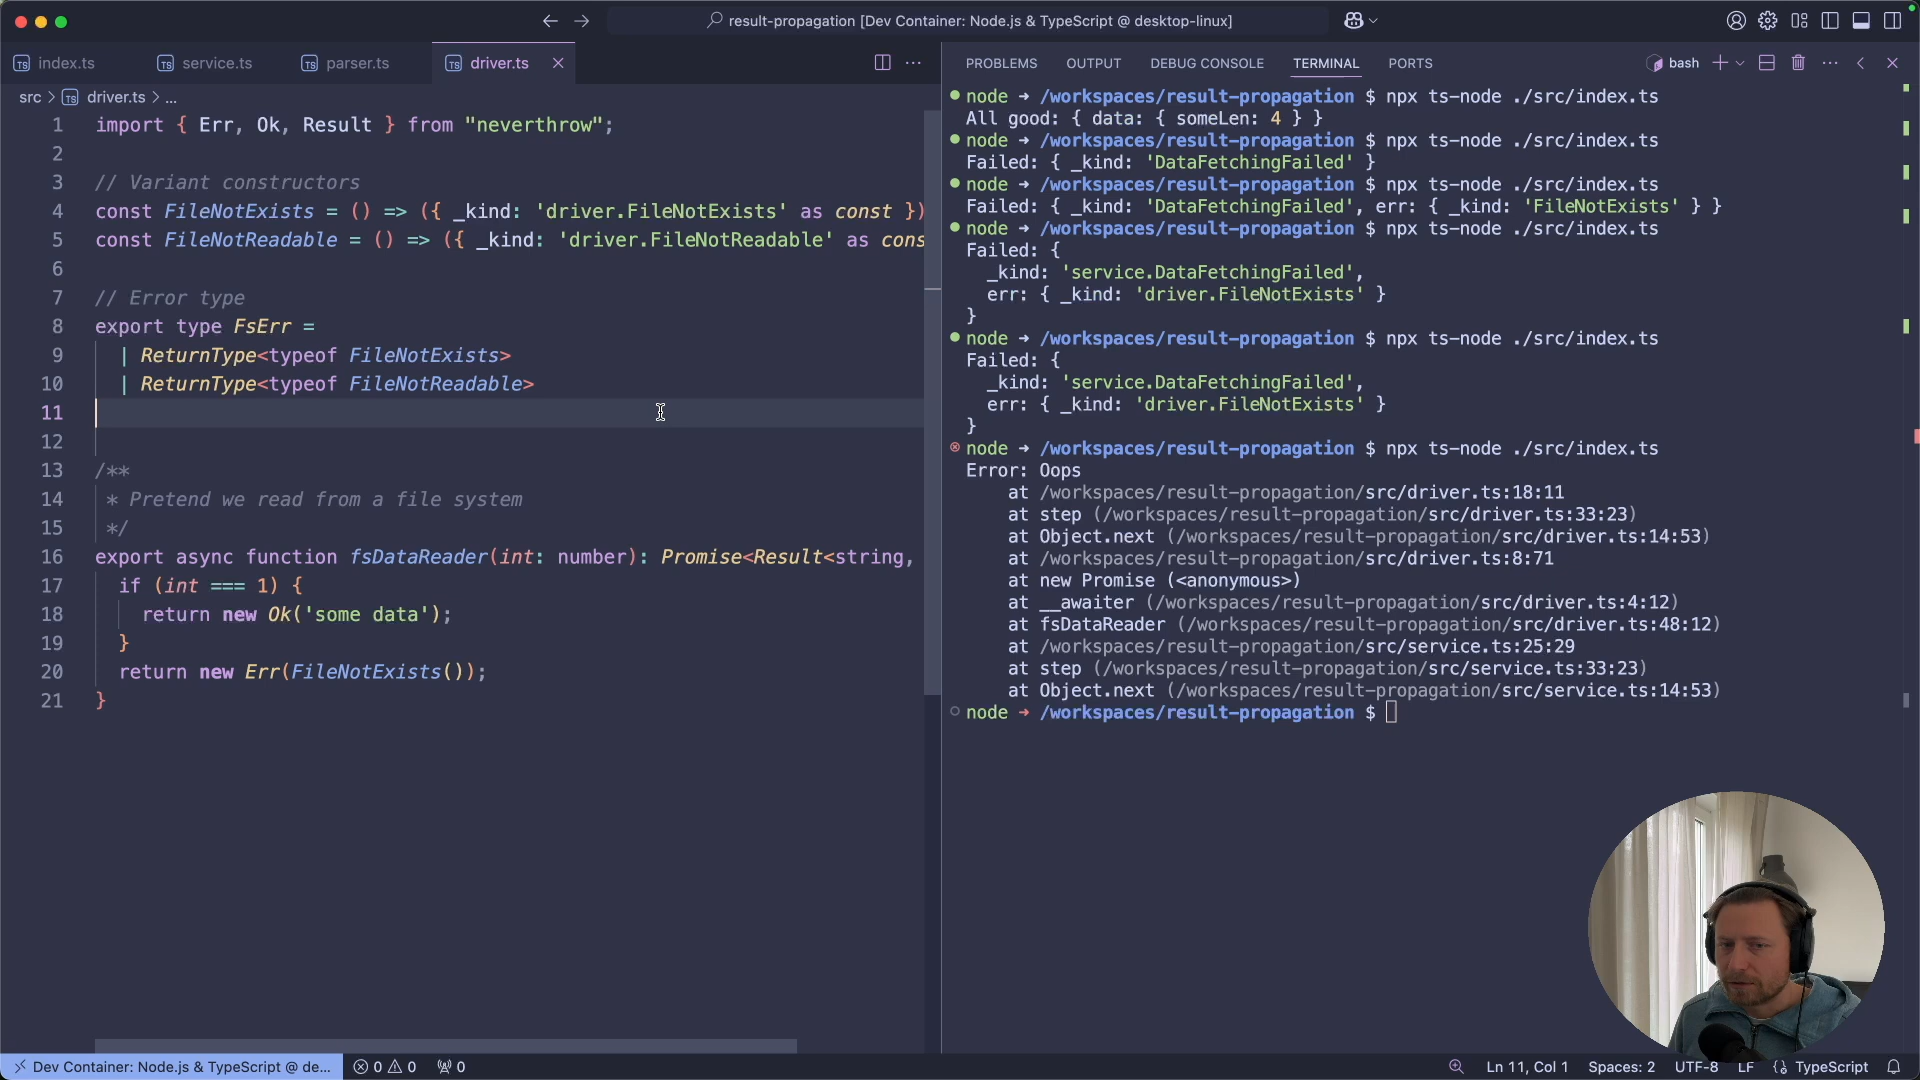 result-propagation [Dev Container: Node.js & TypeScript @ desktop-linux]
TS index.ts
TS service.ts
TS parser.ts
TS driver.ts
src > TS driver.ts > ...
1 import { Err, Ok, Result } from "neverthrow";
2
3 // Variant constructors
4 const FileNotExists = () => ({ _kind: 'driver.FileNotExists' as const })
5 const FileNotReadable = () => ({ _kind: 'driver.FileNotReadable' as cons
6
7 // Error type
8 export type FsErr =
9 | ReturnType<typeof FileNotExists>
10 | ReturnType<typeof FileNotReadable>
11
12
13 /**
14 * Pretend we read from a file system
15 */
16 export async function fsDataReader(int: number): Promise<Result<string,
17 if (int === 1) {
18 return new Ok('some data');
19 }
20 return new Err(FileNotExists());
21 }
PROBLEMS OUTPUT DEBUG CONSOLE TERMINAL PORTS
bash
node → /workspaces/result-propagation $ npx ts-node ./src/index.ts
All good: { data: { someLen: 4 } }
node → /workspaces/result-propagation $ npx ts-node ./src/index.ts
Failed: { _kind: 'DataFetchingFailed' }
node → /workspaces/result-propagation $ npx ts-node ./src/index.ts
Failed: { _kind: 'DataFetchingFailed', err: { _kind: 'FileNotExists' } }
node → /workspaces/result-propagation $ npx ts-node ./src/index.ts
Failed: {
_kind: 'service.DataFetchingFailed',
err: { _kind: 'driver.FileNotExists' }
}
node → /workspaces/result-propagation $ npx ts-node ./src/index.ts
Failed: {
_kind: 'service.DataFetchingFailed',
err: { _kind: 'driver.FileNotExists' }
}
node → /workspaces/result-propagation $ npx ts-node ./src/index.ts
Error: Oops
at /workspaces/result-propagation/src/driver.ts:18:11
at step (/workspaces/result-propagation/src/driver.ts:33:23)
at Object.next (/workspaces/result-propagation/src/driver.ts:14:53)
at /workspaces/result-propagation/src/driver.ts:8:71
at new Promise (<anonymous>)
at __awaiter (/workspaces/result-propagation/src/driver.ts:4:12)
at fsDataReader (/workspaces/result-propagation/src/driver.ts:48:12)
at /workspaces/result-propagation/src/service.ts:25:29
at step (/workspaces/result-propagation/src/service.ts:33:23)
at Object.next (/workspaces/result-propagation/src/service.ts:14:53)
node → /workspaces/result-propagation $
Dev Container: Node.js & TypeScript @ de... 0 0 0
Ln 11, Col 1 Spaces: 2 UTF-8 LF {} TypeScript